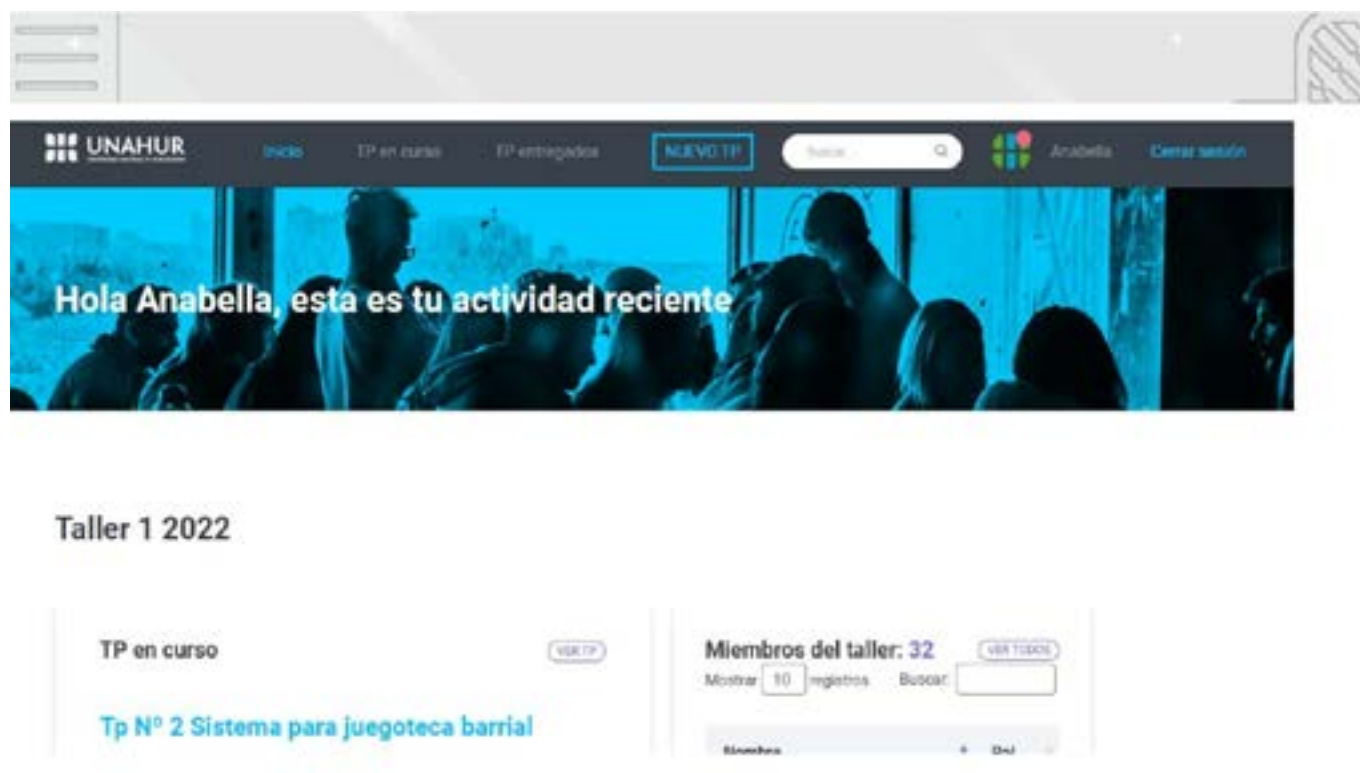 UNAHUR
Inicio
TP en curso
TP entregados
NUEVO TP
Buscar
Anabella
Cerrar sesión
Hola Anabella, esta es tu actividad reciente
Taller 1 2022
TP en curso
VER TP
Tp Nº 2 Sistema para juegoteca barrial
Miembros del taller: 32
VER TODOS
Mostrar 10 registros Buscar:
Nombre Rol